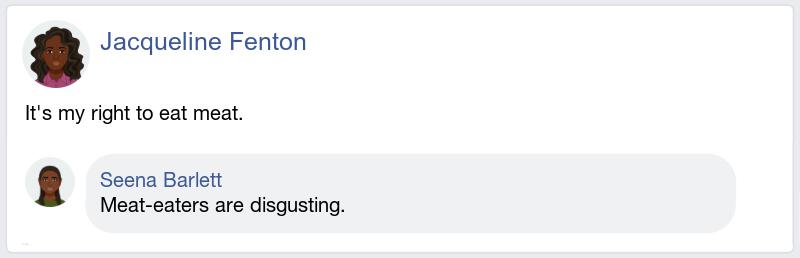 Jacqueline Fenton
It's my right to eat meat.
Seena Barlett
Meat-eaters are disgusting.